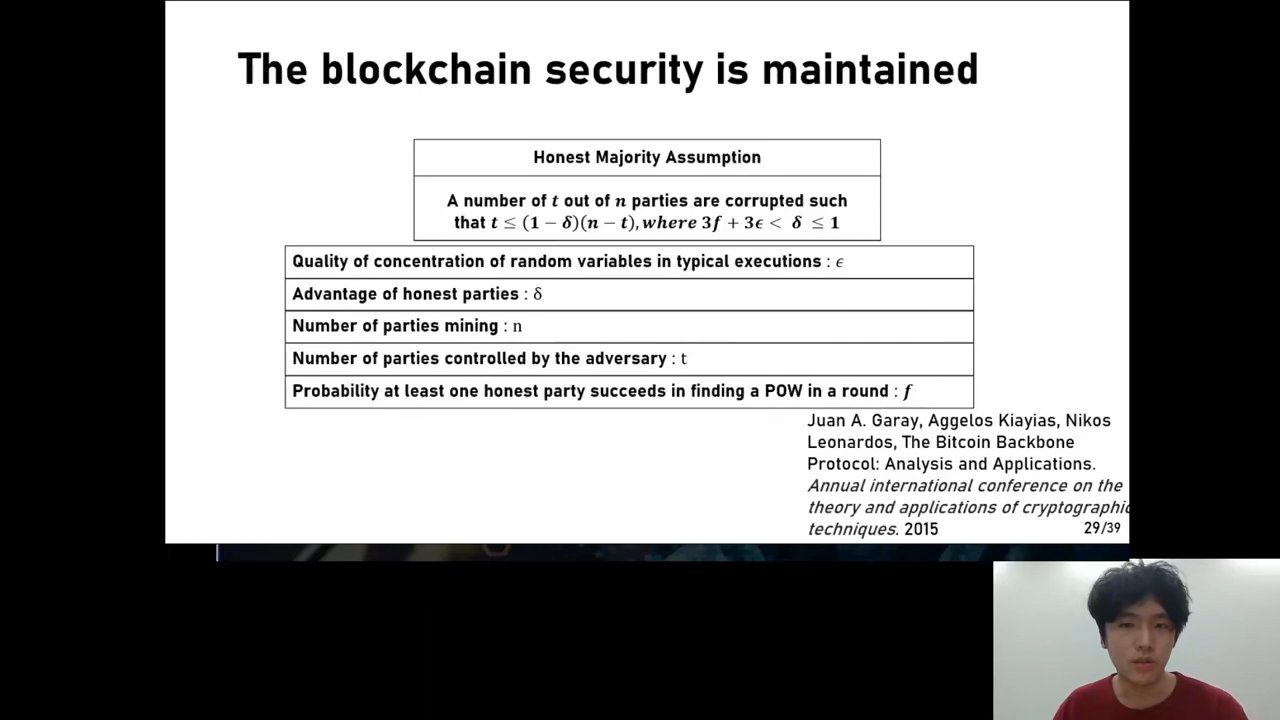 The blockchain security is maintained
Honest Majority Assumption
A number of t out of n parties are corrupted such
that t ≤ (1 − δ)(n − t), where 3f + 3ϵ < δ ≤ 1
Quality of concentration of random variables in typical executions : ϵ
Advantage of honest parties : δ
Number of parties mining : n
Number of parties controlled by the adversary : t
Probability at least one honest party succeeds in finding a POW in a round : f
Juan A. Garay, Aggelos Kiayias, Nikos
Leonardos, The Bitcoin Backbone
Protocol: Analysis and Applications.
Annual international conference on the
theory and applications of cryptographic
techniques. 2015
29/39